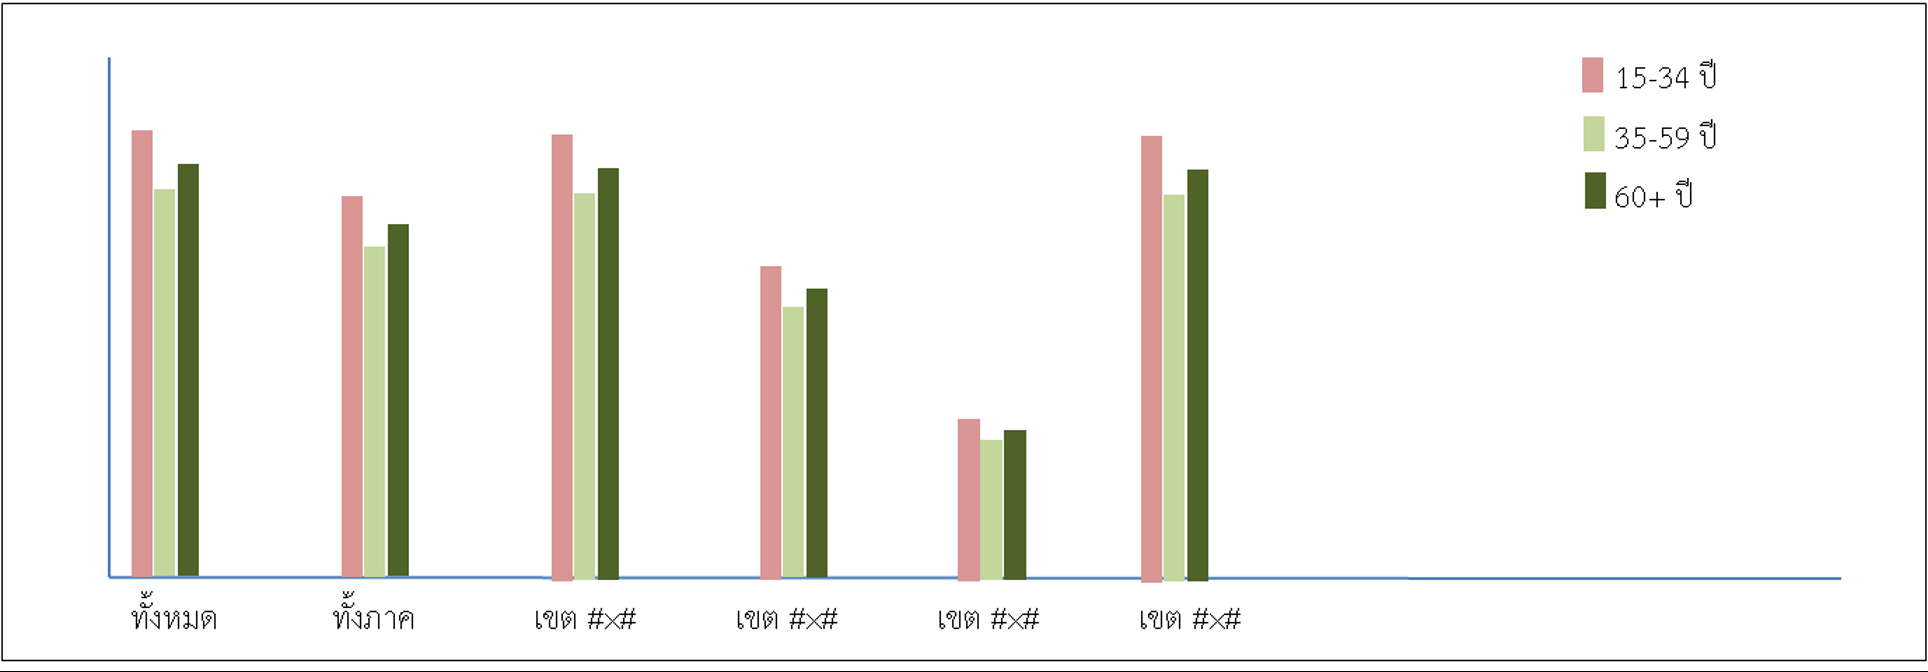 15-34 ปี
35-59 ปี
60+ ปี
ทั้งหมด ทั้งภาค เขต #x# เขต #x# เขต #x# เขต #x#